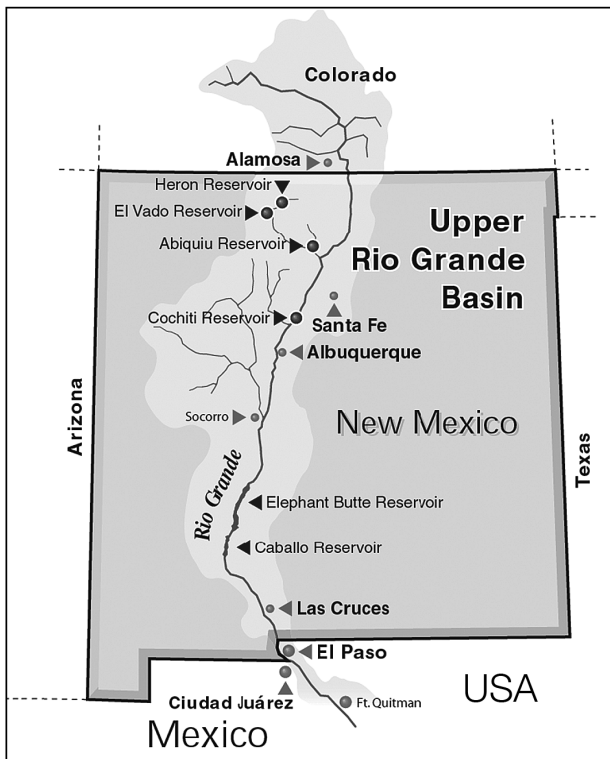 Colorado
Alamosa
Heron Reservoir
El Vado Reservoir
Abiquiu Reservoir
Upper
Rio Grande
Basin
Cochiti Reservoir
Santa Fe
Albuquerque
Arizona
Socorro
New Mexico
Texas
Rio Grande
Elephant Butte Reservoir
Caballo Reservoir
Las Cruces
El Paso
USA
Ciudad Juárez
Ft. Quitman
Mexico